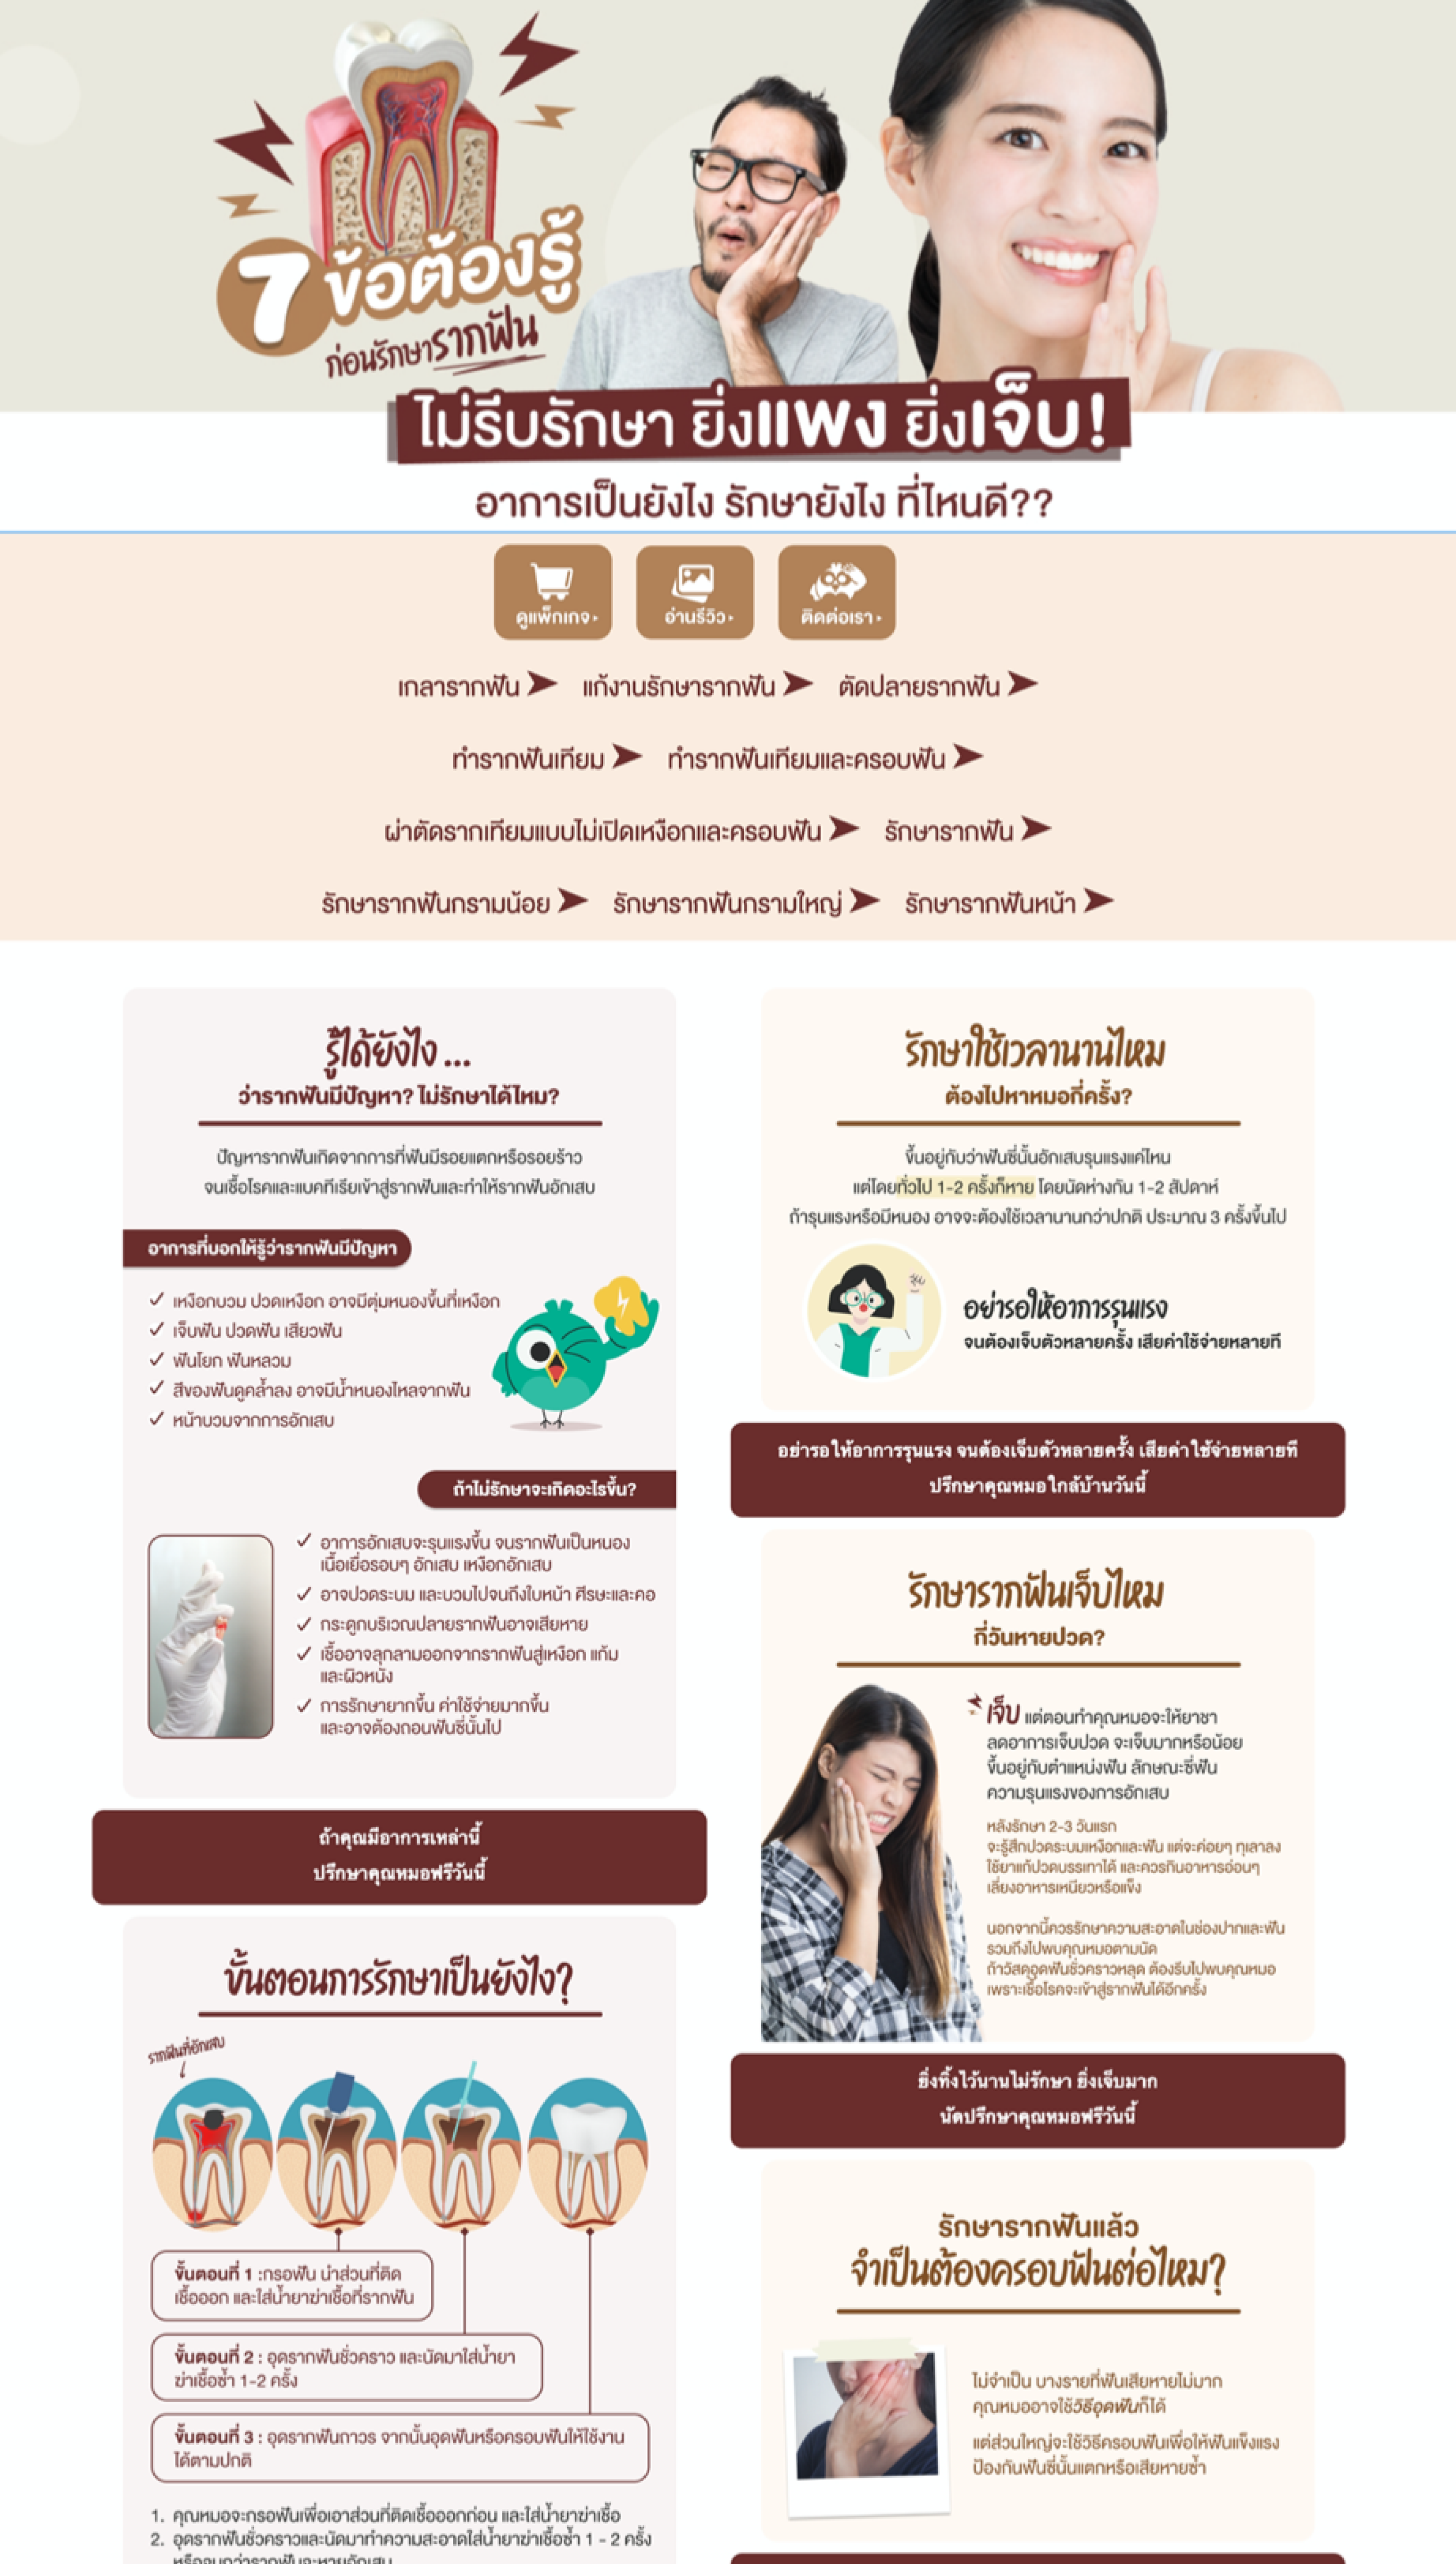 7 ข้อต้องรู้
ก่อนรักษารากฟัน
ไม่รีบรักษา ยิ่งแพง ยิ่งเจ็บ!
อาการเป็นยังไง รักษายังไง ที่ไหนดี??
ดูแพ็กเกจ
อ่านรีวิว
ติดต่อเรา
เกลารากฟัน ➤ แก้งานรักษารากฟัน ➤ ตัดปลายรากฟัน ➤
ทำรากฟันเทียม ➤ ทำรากฟันเทียมและครอบฟัน ➤
ผ่าตัดรากเทียมแบบไม่เปิดเหงือกและครอบฟัน ➤ รักษารากฟัน ➤
รักษารากฟันกรามน้อย ➤ รักษารากฟันกรามใหญ่ ➤ รักษารากฟันหน้า ➤
รู้ได้ยังไง ...
ว่ารากฟันมีปัญหา? ไม่รักษาได้ไหม?
ปัญหารากฟันเกิดจากการที่ฟันมีรอยแตกหรือรอยร้าว
จนเชื้อโรคและแบคทีเรียเข้าสู่รากฟันและทำให้รากฟันอักเสบ
อาการที่บอกให้รู้ว่ารากฟันมีปัญหา
✓ เหงือกบวม ปวดเหงือก อาจมีตุ่มหนองขึ้นที่เหงือก
✓ เจ็บฟัน ปวดฟัน เสียวฟัน
✓ ฟันโยก ฟันหลวม
✓ สีของฟันดูคล้ำลง อาจมีน้ำหนองไหลจากฟัน
✓ หน้าบวมจากการอักเสบ
ถ้าไม่รักษาจะเกิดอะไรขึ้น?
✓ อาการอักเสบจะรุนแรงขึ้น จนรากฟันเป็นหนอง
เนื้อเยื่อรอบๆ อักเสบ เหงือกอักเสบ
✓ อาจปวดระบม และบวมไปจนถึงใบหน้า ศีรษะและคอ
✓ กระดูกบริเวณปลายรากฟันอาจเสียหาย
✓ เชื้ออาจลุกลามออกจากรากฟันสู่เหงือก แก้ม
และผิวหนัง
✓ การรักษายากขึ้น ค่าใช้จ่ายมากขึ้น
และอาจต้องถอนฟันซี่นั้นไป
ถ้าคุณมีอาการเหล่านี้
ปรึกษาคุณหมอฟรีวันนี้
ขั้นตอนการรักษาเป็นยังไง?
รากฟันที่อักเสบ
ขั้นตอนที่ 1 :กรอฟัน นำส่วนที่ติด
เชื้อออก และใส่น้ำยาฆ่าเชื้อที่รากฟัน
ขั้นตอนที่ 2 : อุดรากฟันชั่วคราว และนัดมาใส่น้ำยา
ฆ่าเชื้อซ้ำ 1-2 ครั้ง
ขั้นตอนที่ 3 : อุดรากฟันถาวร จากนั้นอุดฟันหรือครอบฟันให้ใช้งาน
ได้ตามปกติ
1. คุณหมอจะกรอฟันเพื่อเอาส่วนที่ติดเชื้อออกก่อน และใส่น้ำยาฆ่าเชื้อ
2. อุดรากฟันชั่วคราวและนัดมาทำความสะอาดใส่น้ำยาฆ่าเชื้อซ้ำ 1 - 2 ครั้ง
หรือจนกว่ารากฟันจะหายอักเสบ
รักษาใช้เวลานานไหม
ต้องไปหาหมอกี่ครั้ง?
ขึ้นอยู่กับว่าฟันซี่นั้นอักเสบรุนแรงแค่ไหน
แต่โดยทั่วไป 1-2 ครั้งก็หาย โดยนัดห่างกัน 1-2 สัปดาห์
ถ้ารุนแรงหรือมีหนอง อาจจะต้องใช้เวลานานกว่าปกติ ประมาณ 3 ครั้งขึ้นไป
อย่ารอให้อาการรุนแรง
จนต้องเจ็บตัวหลายครั้ง เสียค่าใช้จ่ายหลายที
อย่ารอให้อาการรุนแรง จนต้องเจ็บตัวหลายครั้ง เสียค่าใช้จ่ายหลายที
ปรึกษาคุณหมอใกล้บ้านวันนี้
รักษารากฟันเจ็บไหม
กี่วันหายปวด?
เจ็บ แต่ตอนทำคุณหมอจะให้ยาชา
ลดอาการเจ็บปวด จะเจ็บมากหรือน้อย
ขึ้นอยู่กับตำแหน่งฟัน ลักษณะซี่ฟัน
ความรุนแรงของการอักเสบ
หลังรักษา 2-3 วันแรก
จะรู้สึกปวดระบมเหงือกและฟัน แต่จะค่อยๆ ทุเลาลง
ใช้ยาแก้ปวดบรรเทาได้ และควรกินอาหารอ่อนๆ
เลี่ยงอาหารเหนียวหรือแข็ง
นอกจากนี้ควรรักษาความสะอาดในช่องปากและฟัน
รวมถึงไปพบคุณหมอตามนัด
ถ้าวัสดุอุดฟันชั่วคราวหลุด ต้องรีบไปพบคุณหมอ
เพราะเชื้อโรคจะเข้าสู่รากฟันได้อีกครั้ง
ยิ่งทิ้งไว้นานไม่รักษา ยิ่งเจ็บมาก
นัดปรึกษาคุณหมอฟรีวันนี้
รักษารากฟันแล้ว
จำเป็นต้องครอบฟันต่อไหม?
ไม่จำเป็น บางรายที่ฟันเสียหายไม่มาก
คุณหมออาจใช้วิธีอุดฟันก็ได้
แต่ส่วนใหญ่จะใช้วิธีครอบฟันเพื่อให้ฟันแข็งแรง
ป้องกันฟันซี่นั้นแตกหรือเสียหายซ้ำ